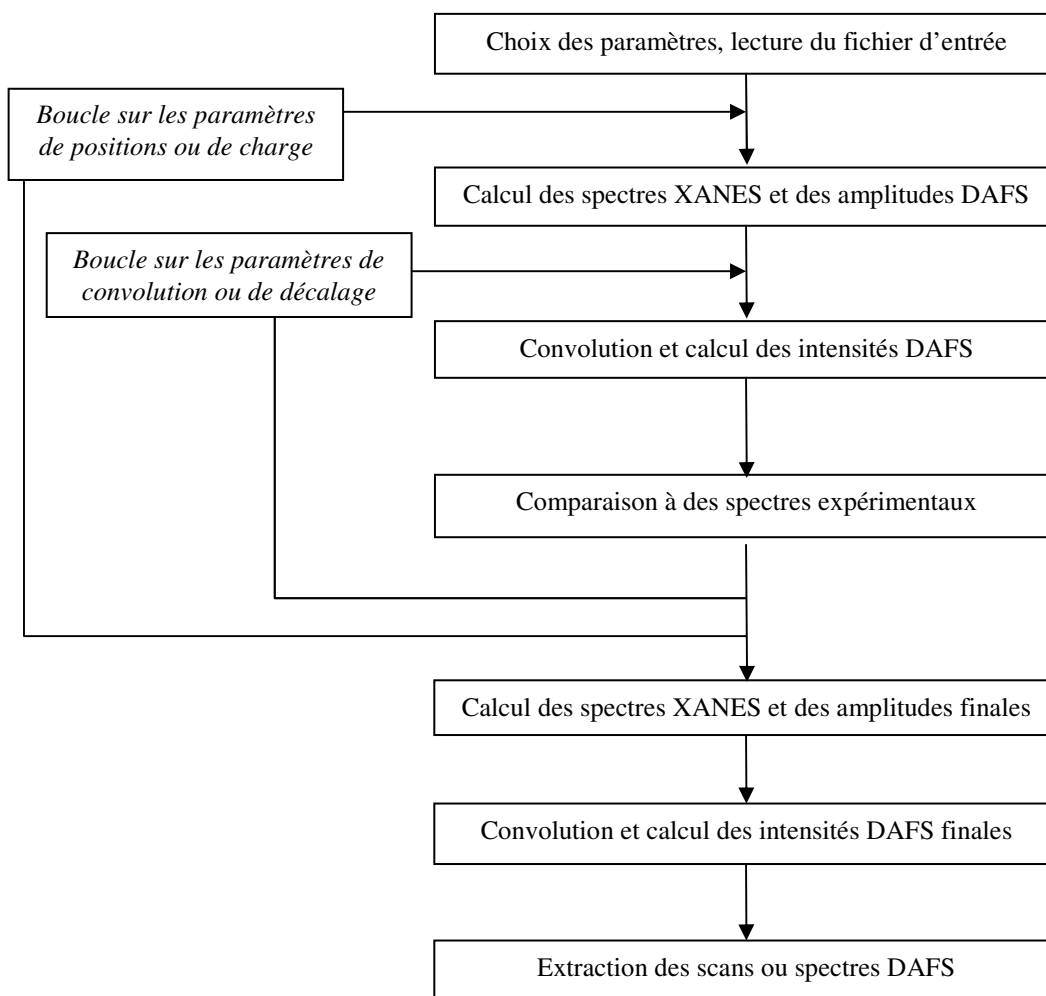 Choix des paramètres, lecture du fichier d’entrée
Boucle sur les paramètres
de positions ou de charge
Calcul des spectres XANES et des amplitudes DAFS
Boucle sur les paramètres de
convolution ou de décalage
Convolution et calcul des intensités DAFS
Comparaison à des spectres expérimentaux
Calcul des spectres XANES et des amplitudes finales
Convolution et calcul des intensités DAFS finales
Extraction des scans ou spectres DAFS